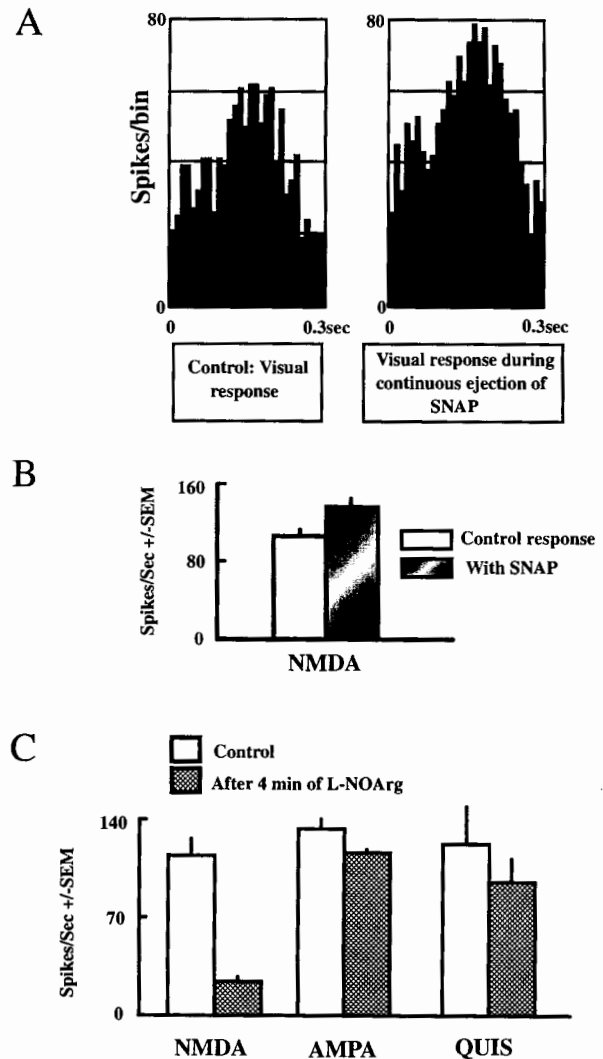 A
80
80
Spikes/bin
0
0
0
0.3sec
0
0.3sec
Control: Visual
response
Visual response during
continuous ejection of
SNAP
B
160
80
0
Spikes/Sec +/-SEM
Control response
With SNAP
NMDA
C
Control
After 4 min of L-NOArg
140
70
0
Spikes/Sec +/-SEM
NMDA
AMPA
QUIS